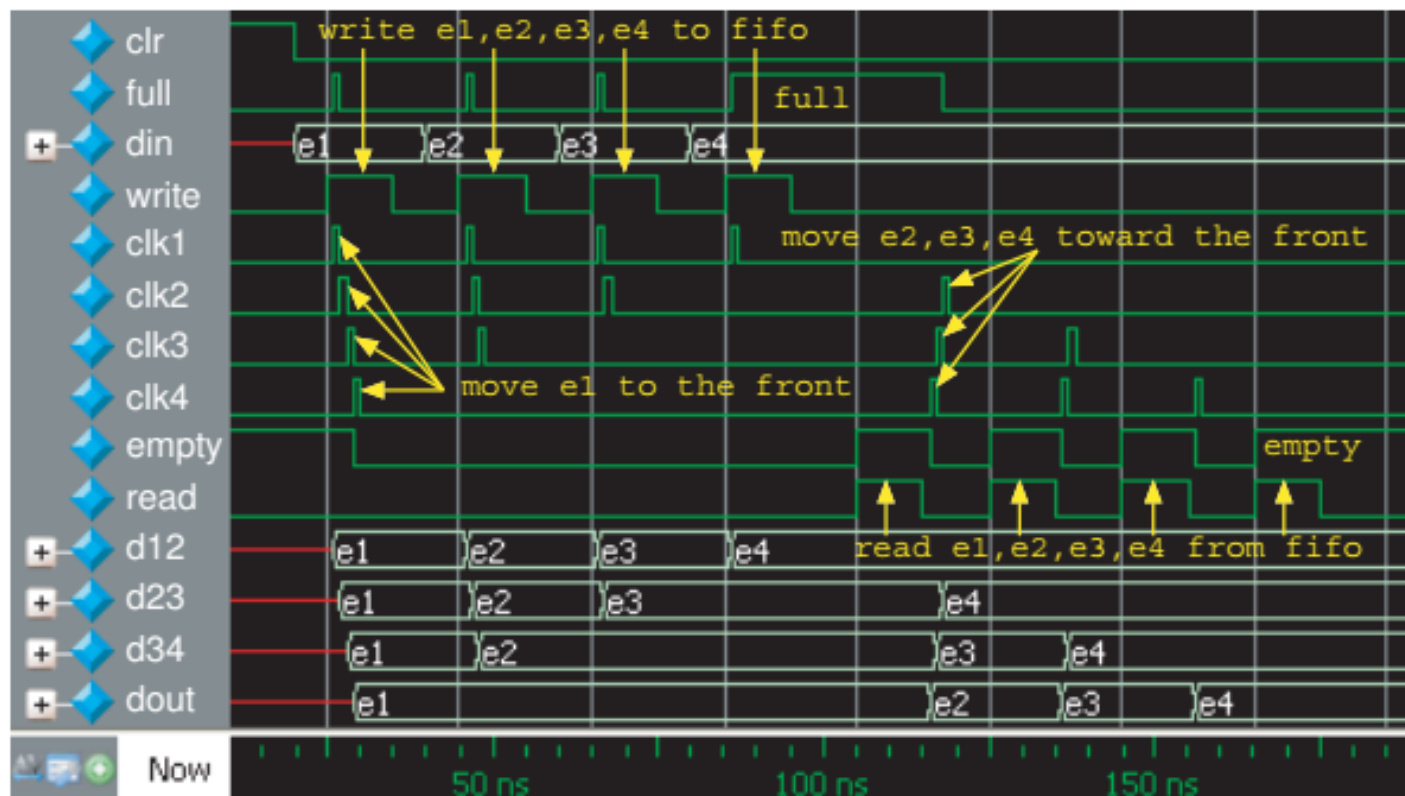 clr
write e1,e2,e3,e4 to fifo
full
full
din
e1 e2 e3 e4
write
clk1
move e2,e3,e4 toward the front
clk2
clk3
clk4
move e1 to the front
empty
empty
read
d12
e1 e2 e3 e4
read e1,e2,e3,e4 from fifo
d23
e1 e2 e3 e4
d34
e1 e2 e3 e4
dout
e1 e2 e3 e4
Now
50 ns 100 ns 150 ns